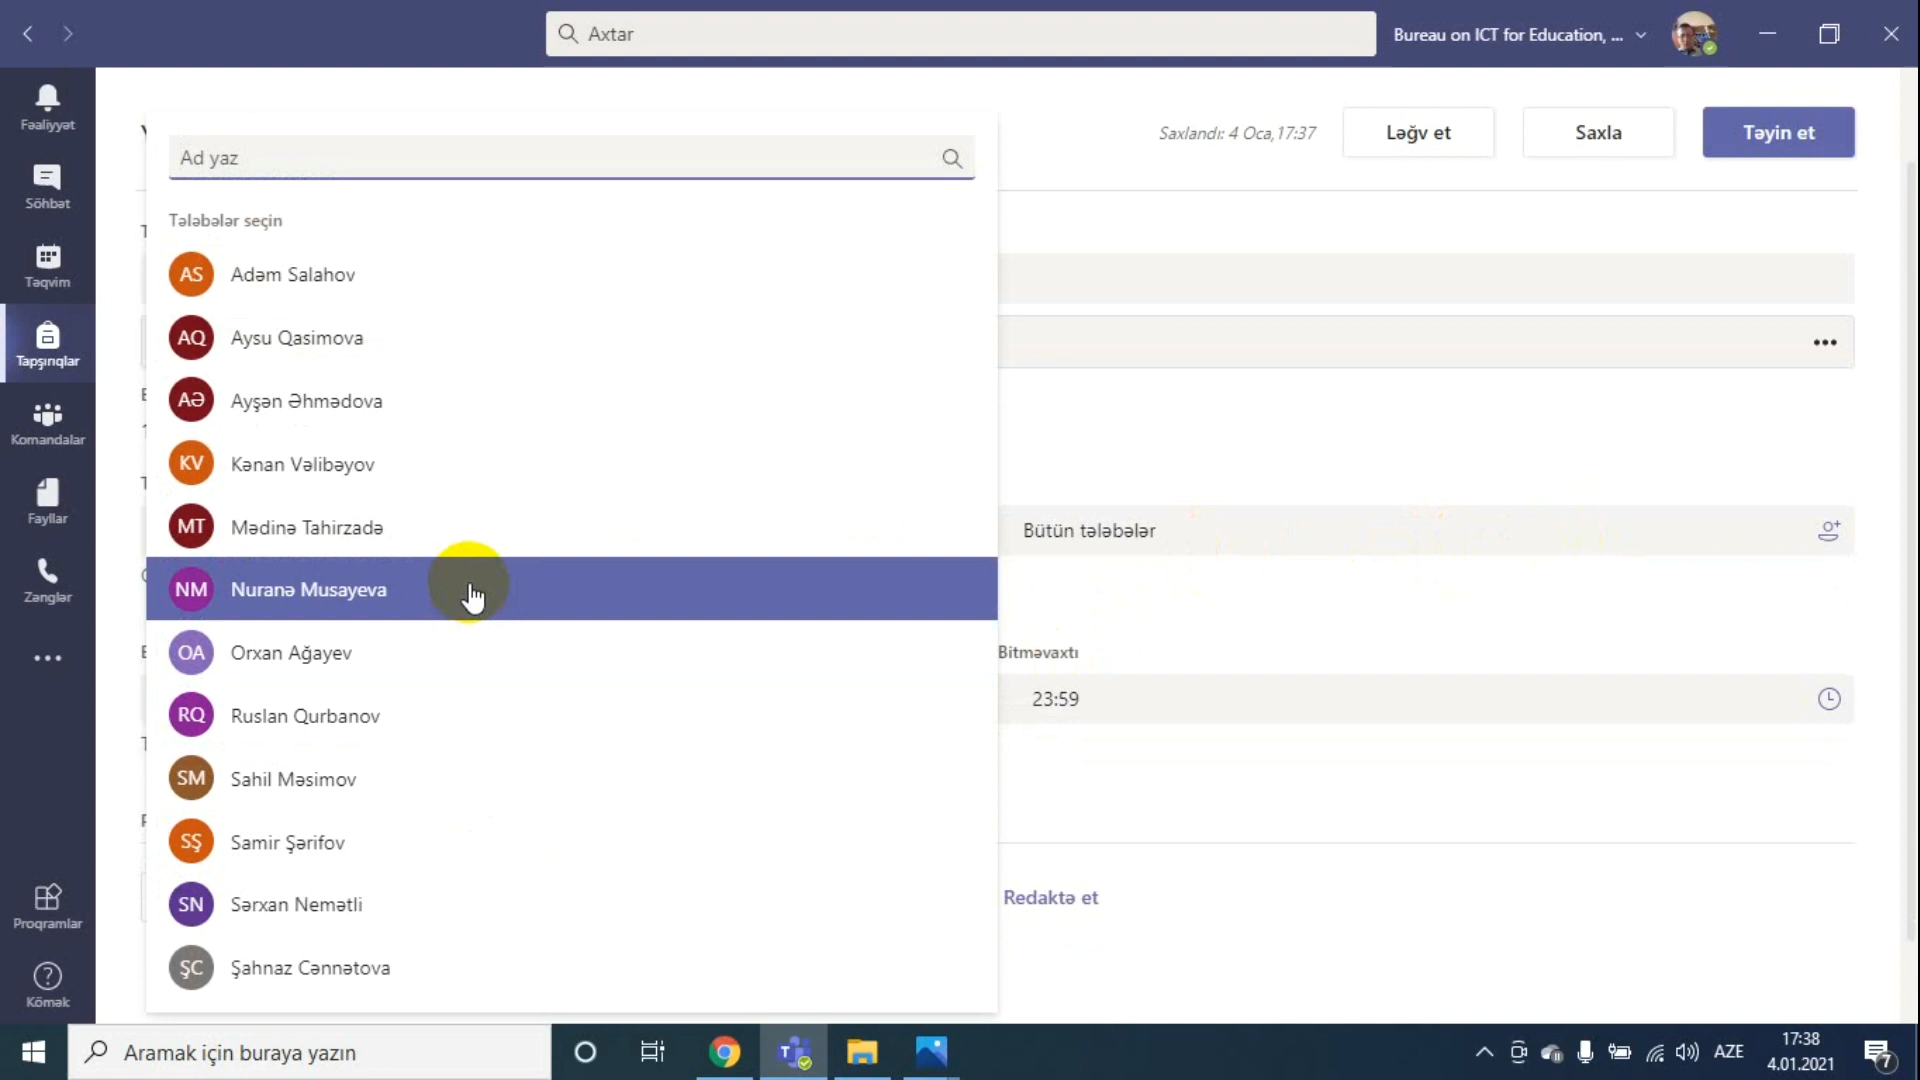 Axtar
Bureau on ICT for Education, ...
Fəaliyyət
Söhbət
Təqvim
Tapşırıqlar
Komandalar
Fayllar
Zənglər
Proqramlar
Kömək
Saxlandı: 4 Oca, 17:37
Ləğv et
Saxla
Təyin et
Ad yaz
Tələbələr seçin
AS Adəm Salahov
AQ Aysu Qasimova
AƏ Ayşən Əhmədova
KV Kənan Vəlibəyov
MT Mədinə Tahirzadə
NM Nuranə Musayeva
OA Orxan Ağayev
RQ Ruslan Qurbanov
SM Sahil Məsimov
SŞ Samir Şərifov
SN Sərxan Nemətli
ŞC Şahnaz Cənnətova
Bütün tələbələr
Bitməvaxtı
23:59
Redaktə et
Aramak için buraya yazın
AZE
17:38
4.01.2021
7